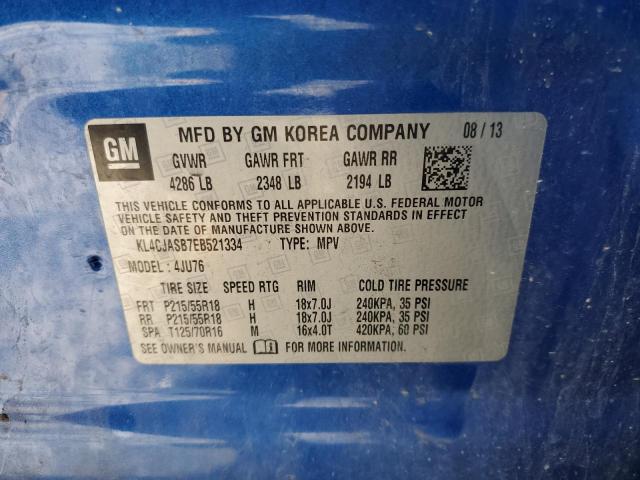 GM
MFD BY GM KOREA COMPANY 08 / 13
GVWR GAWR FRT GAWR RR
4286 LB 2348 LB 2194 LB
THIS VEHICLE CONFORMS TO ALL APPLICABLE U.S. FEDERAL MOTOR
VEHICLE SAFETY AND THEFT PREVENTION STANDARDS IN EFFECT
ON THE DATE OF MANUFACTURE SHOWN ABOVE.
KL4CJASB7EB521334 TYPE: MPV
MODEL: 4JU76
TIRE SIZE SPEED RTG RIM COLD TIRE PRESSURE
FRT P215/55R18 H 18x7.0J 240KPA, 35 PSI
RR P215/55R18 H 18x7.0J 240KPA, 35 PSI
SPA T125/70R16 M 16x4.0T 420KPA, 60 PSI
SEE OWNER'S MANUAL FOR MORE INFORMATION.